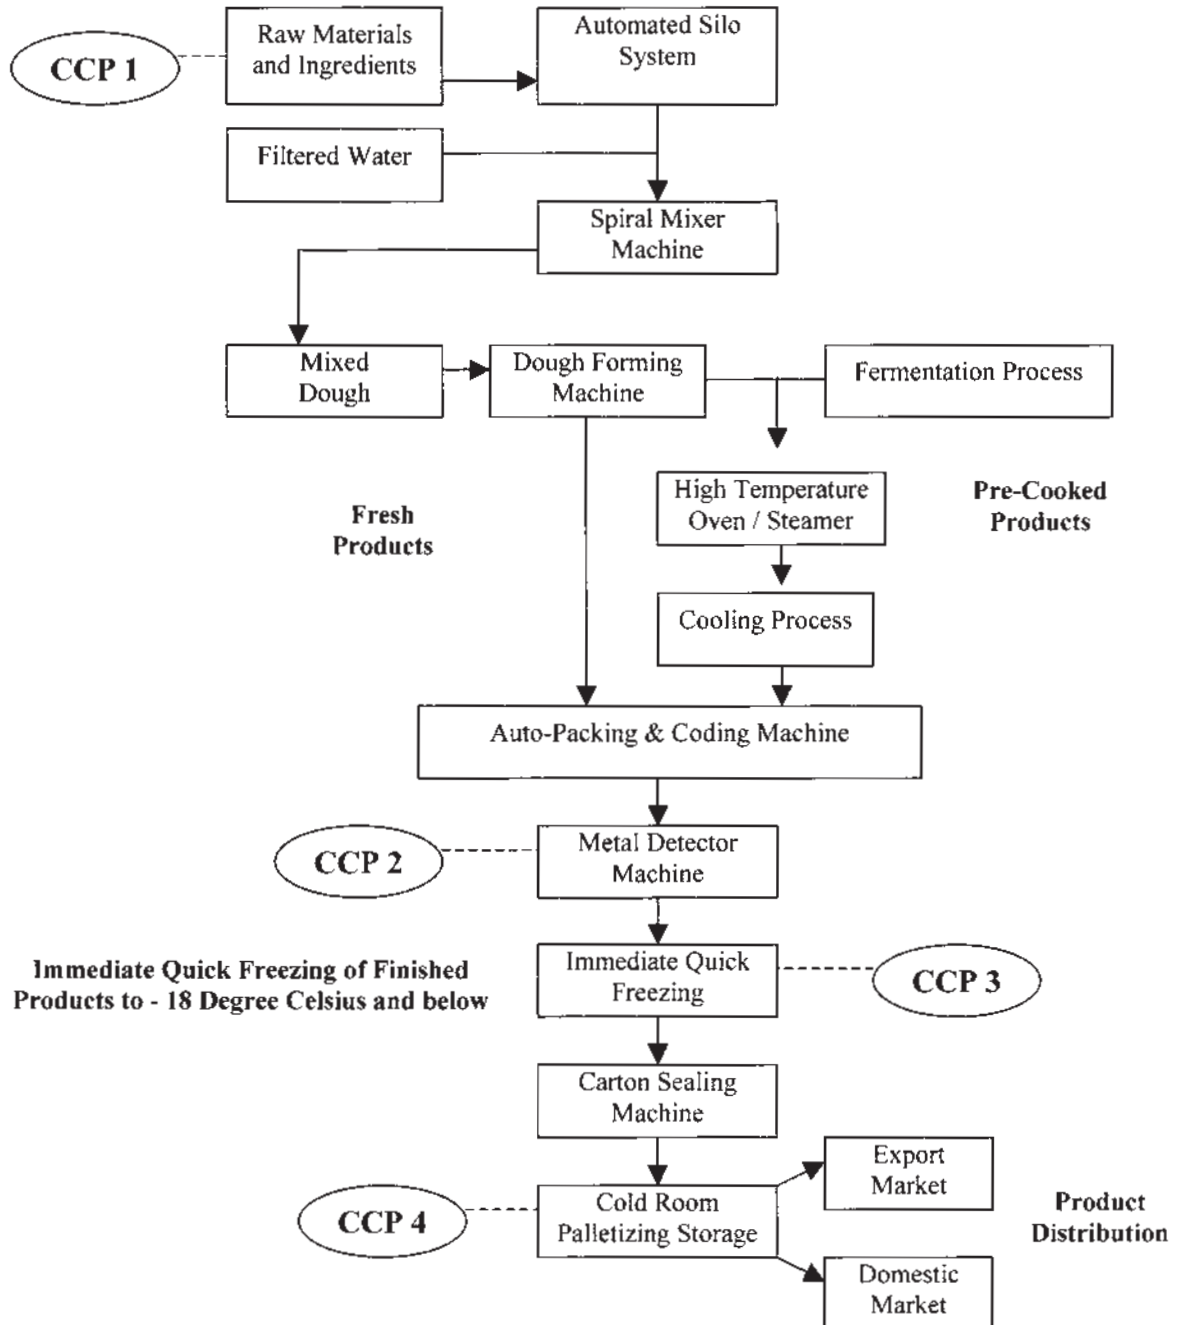 Raw Materials
and Ingredients
CCP 1
Automated Silo
System
Filtered Water
Spiral Mixer
Machine
Mixed
Dough
Dough Forming
Machine
Fermentation Process
High Temperature
Oven / Steamer
Pre-Cooked
Products
Fresh
Products
Cooling Process
Auto-Packing & Coding Machine
Metal Detector
Machine
CCP 2
Immediate Quick Freezing of Finished
Products to - 18 Degree Celsius and below
Immediate Quick
Freezing
CCP 3
Carton Sealing
Machine
Cold Room
Palletizing Storage
CCP 4
Export
Market
Product
Distribution
Domestic
Market